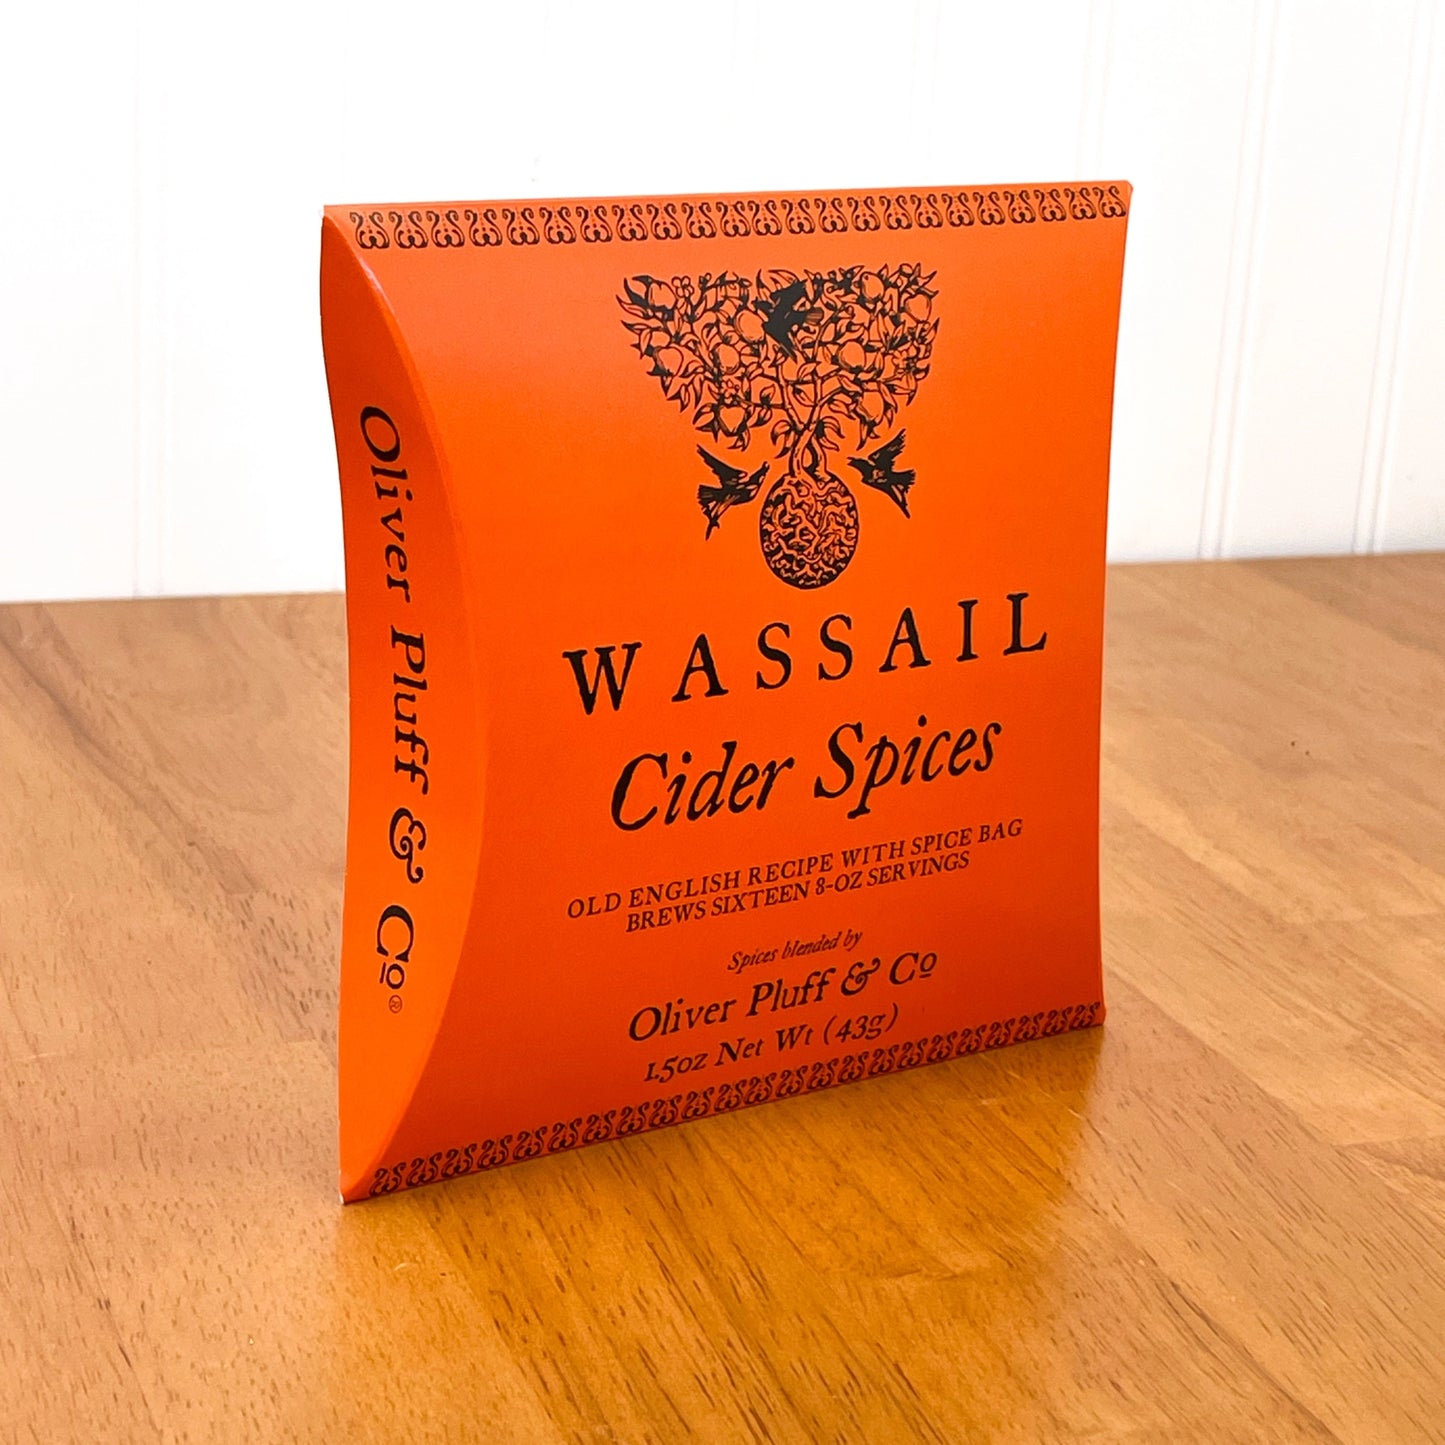 Oliver Pluff & Co®
WASSAIL
Cider Spices
OLD ENGLISH RECIPE WITH SPICE BAG
BREWS SIXTEEN 8-OZ SERVINGS
Spices blended by
Oliver Pluff & Co
1.5oz Net Wt (43g)